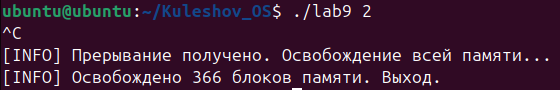 ubuntu@ubuntu:~/Kuleshov_OS$ ./lab9 2
^C
[INFO] Прерывание получено. Освобождение всей памяти...
[INFO] Освобождено 366 блоков памяти. Выход.